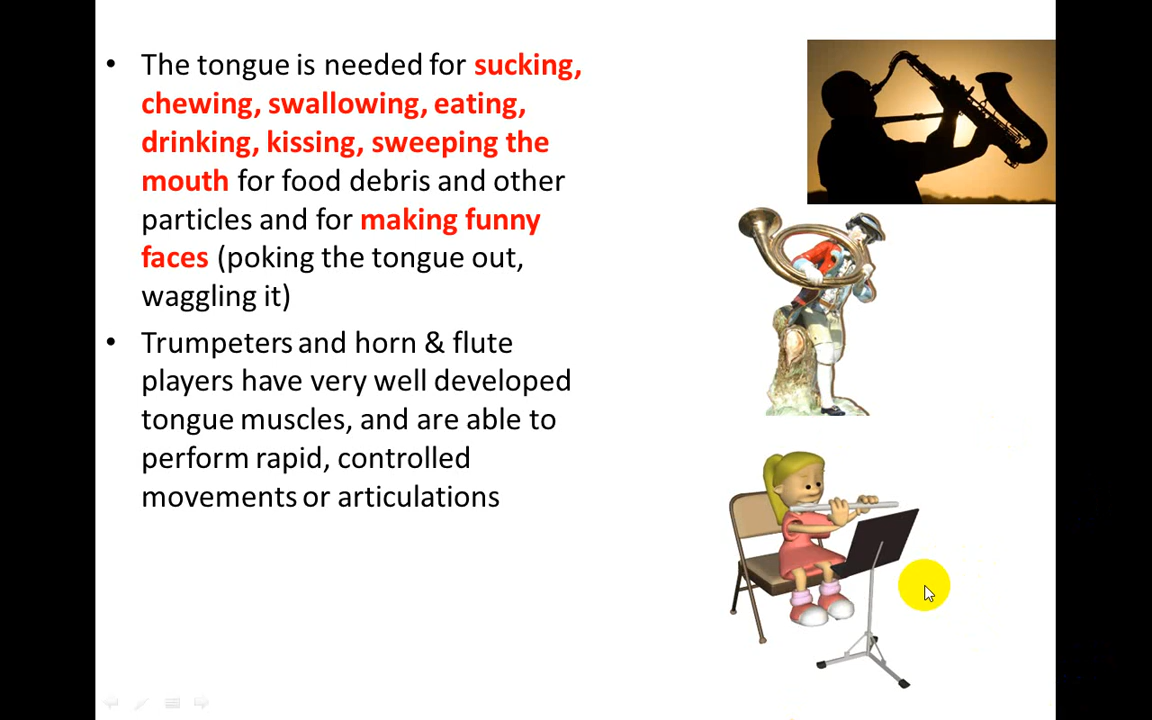 • The tongue is needed for sucking,
chewing, swallowing, eating,
drinking, kissing, sweeping the
mouth for food debris and other
particles and for making funny
faces (poking the tongue out,
waggling it)
• Trumpeters and horn & flute
players have very well developed
tongue muscles, and are able to
perform rapid, controlled
movements or articulations